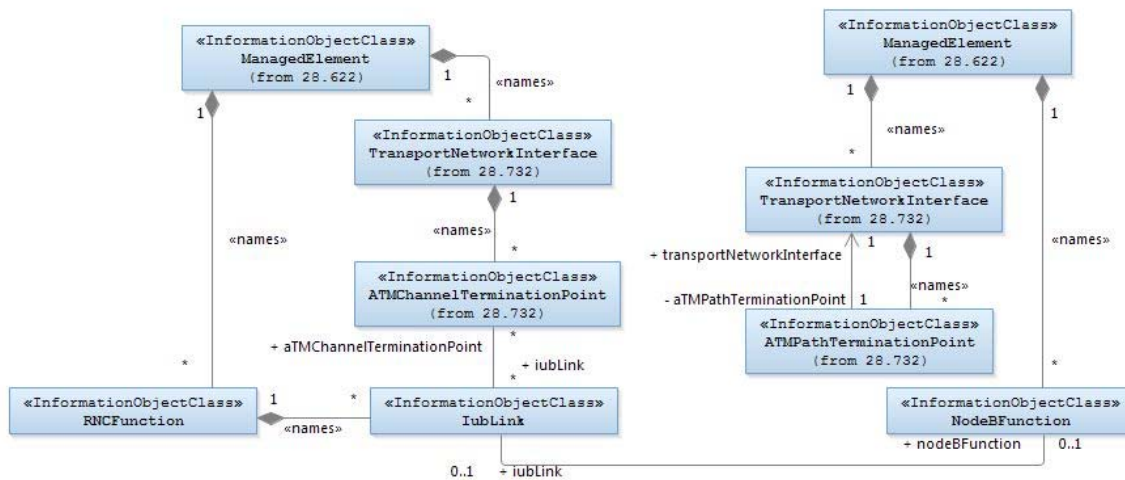 «InformationObjectClass»
ManagedElement
(from 28.622)
1
1
«names»
*
«InformationObjectClass»
TransportNetworkInterface
(from 28.732)
1
«names»
«names»
*
«InformationObjectClass»
ATMChannelTerminationPoint
(from 28.732)
*
+ aTMChannelTerminationPoint
+ iubLink
*
*
«InformationObjectClass»
RNCFunction
1
*
«names»
«InformationObjectClass»
IubLink
0..1
+ iubLink
«InformationObjectClass»
ManagedElement
(from 28.622)
1
1
«names»
*
«InformationObjectClass»
TransportNetworkInterface
(from 28.732)
«names»
1
1
+ transportNetworkInterface
«names»
- aTMPathTerminationPoint
1
*
«InformationObjectClass»
ATMPathTerminationPoint
(from 28.732)
*
«InformationObjectClass»
NodeBFunction
+ nodeBFunction
0..1